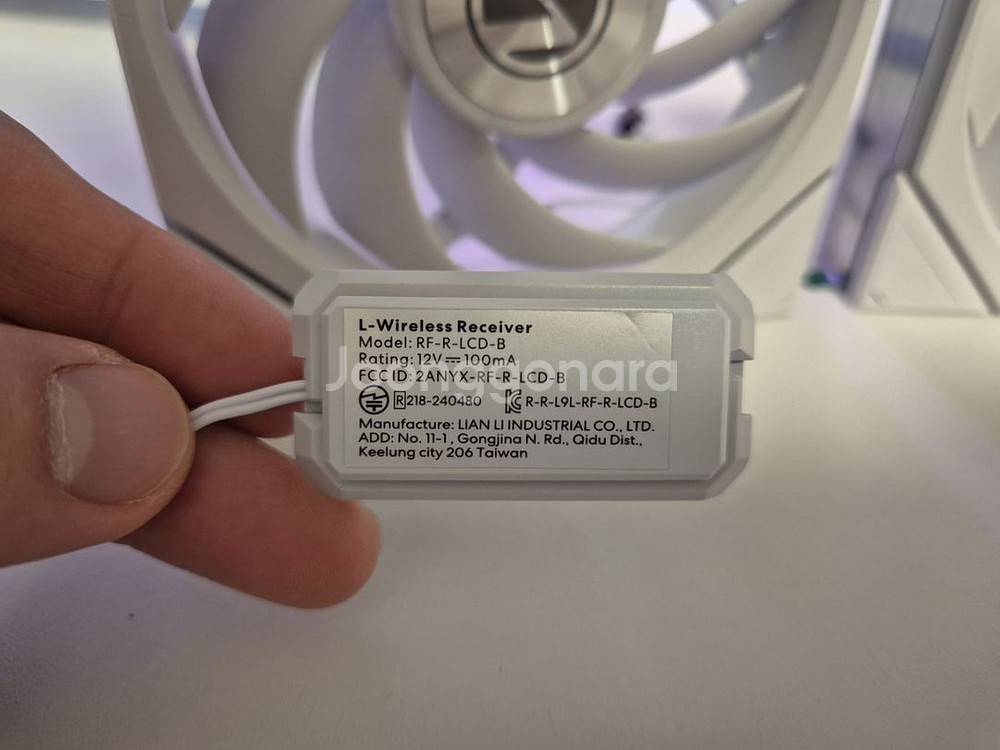 L-Wireless Receiver
Model: RF-R-LCD-B
Rating: 12V⎓100mA
FCC ID: 2ANYX-RF-R-LCD-B
R 218-240480 R-R-L9L-RF-R-LCD-B
Manufacture: LIAN LI INDUSTRIAL CO., LTD.
ADD: No. 11-1 , Gongjina N. Rd., Qidu Dist.,
Keelung city 206 Taiwan
Joonggonara